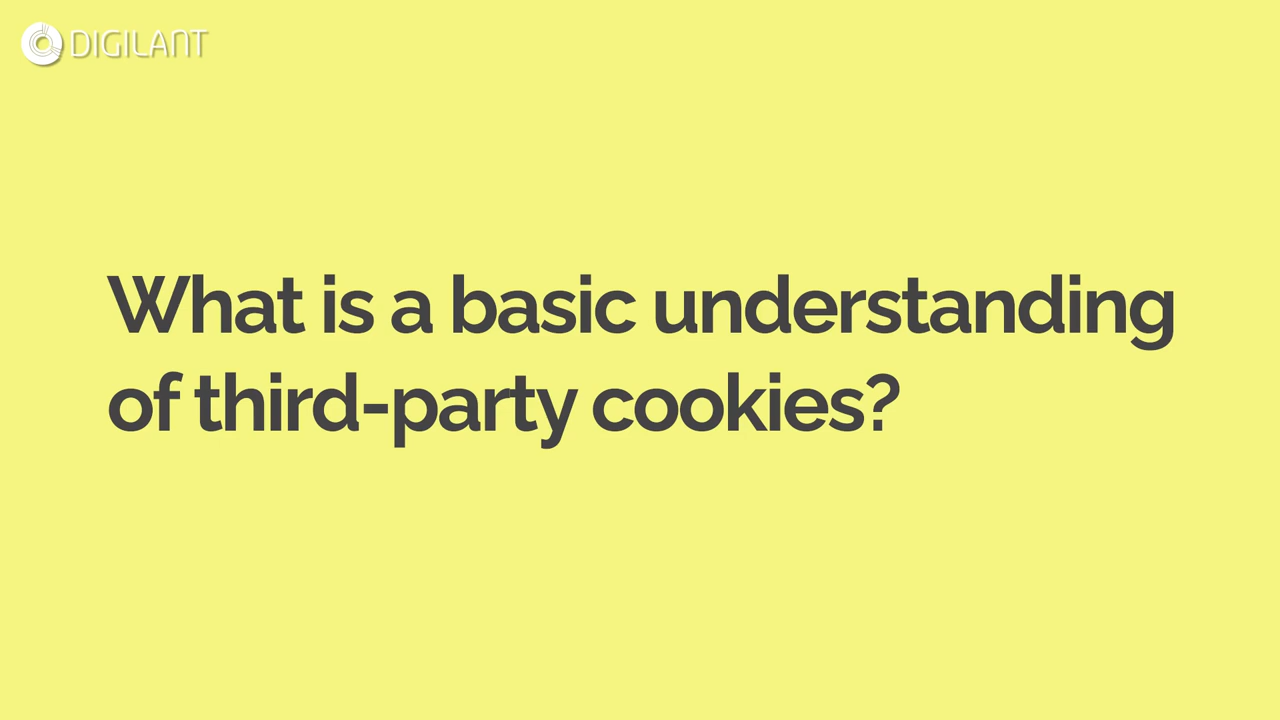 DIGILANT
What is a basic understanding
of third-party cookies?